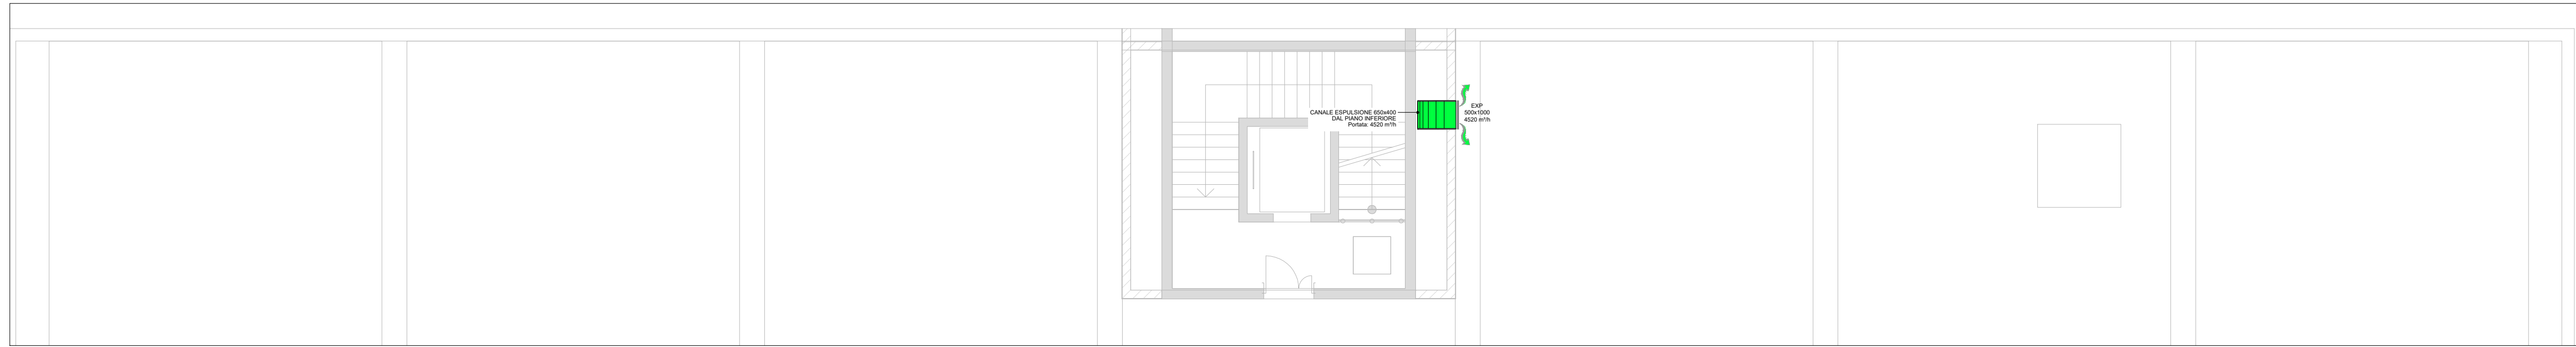 CANALE ESPULSIONE 650x400
DAL PIANO INFERIORE
Portata: 4520 m³/h
EXP
500x1000
4520 m³/h